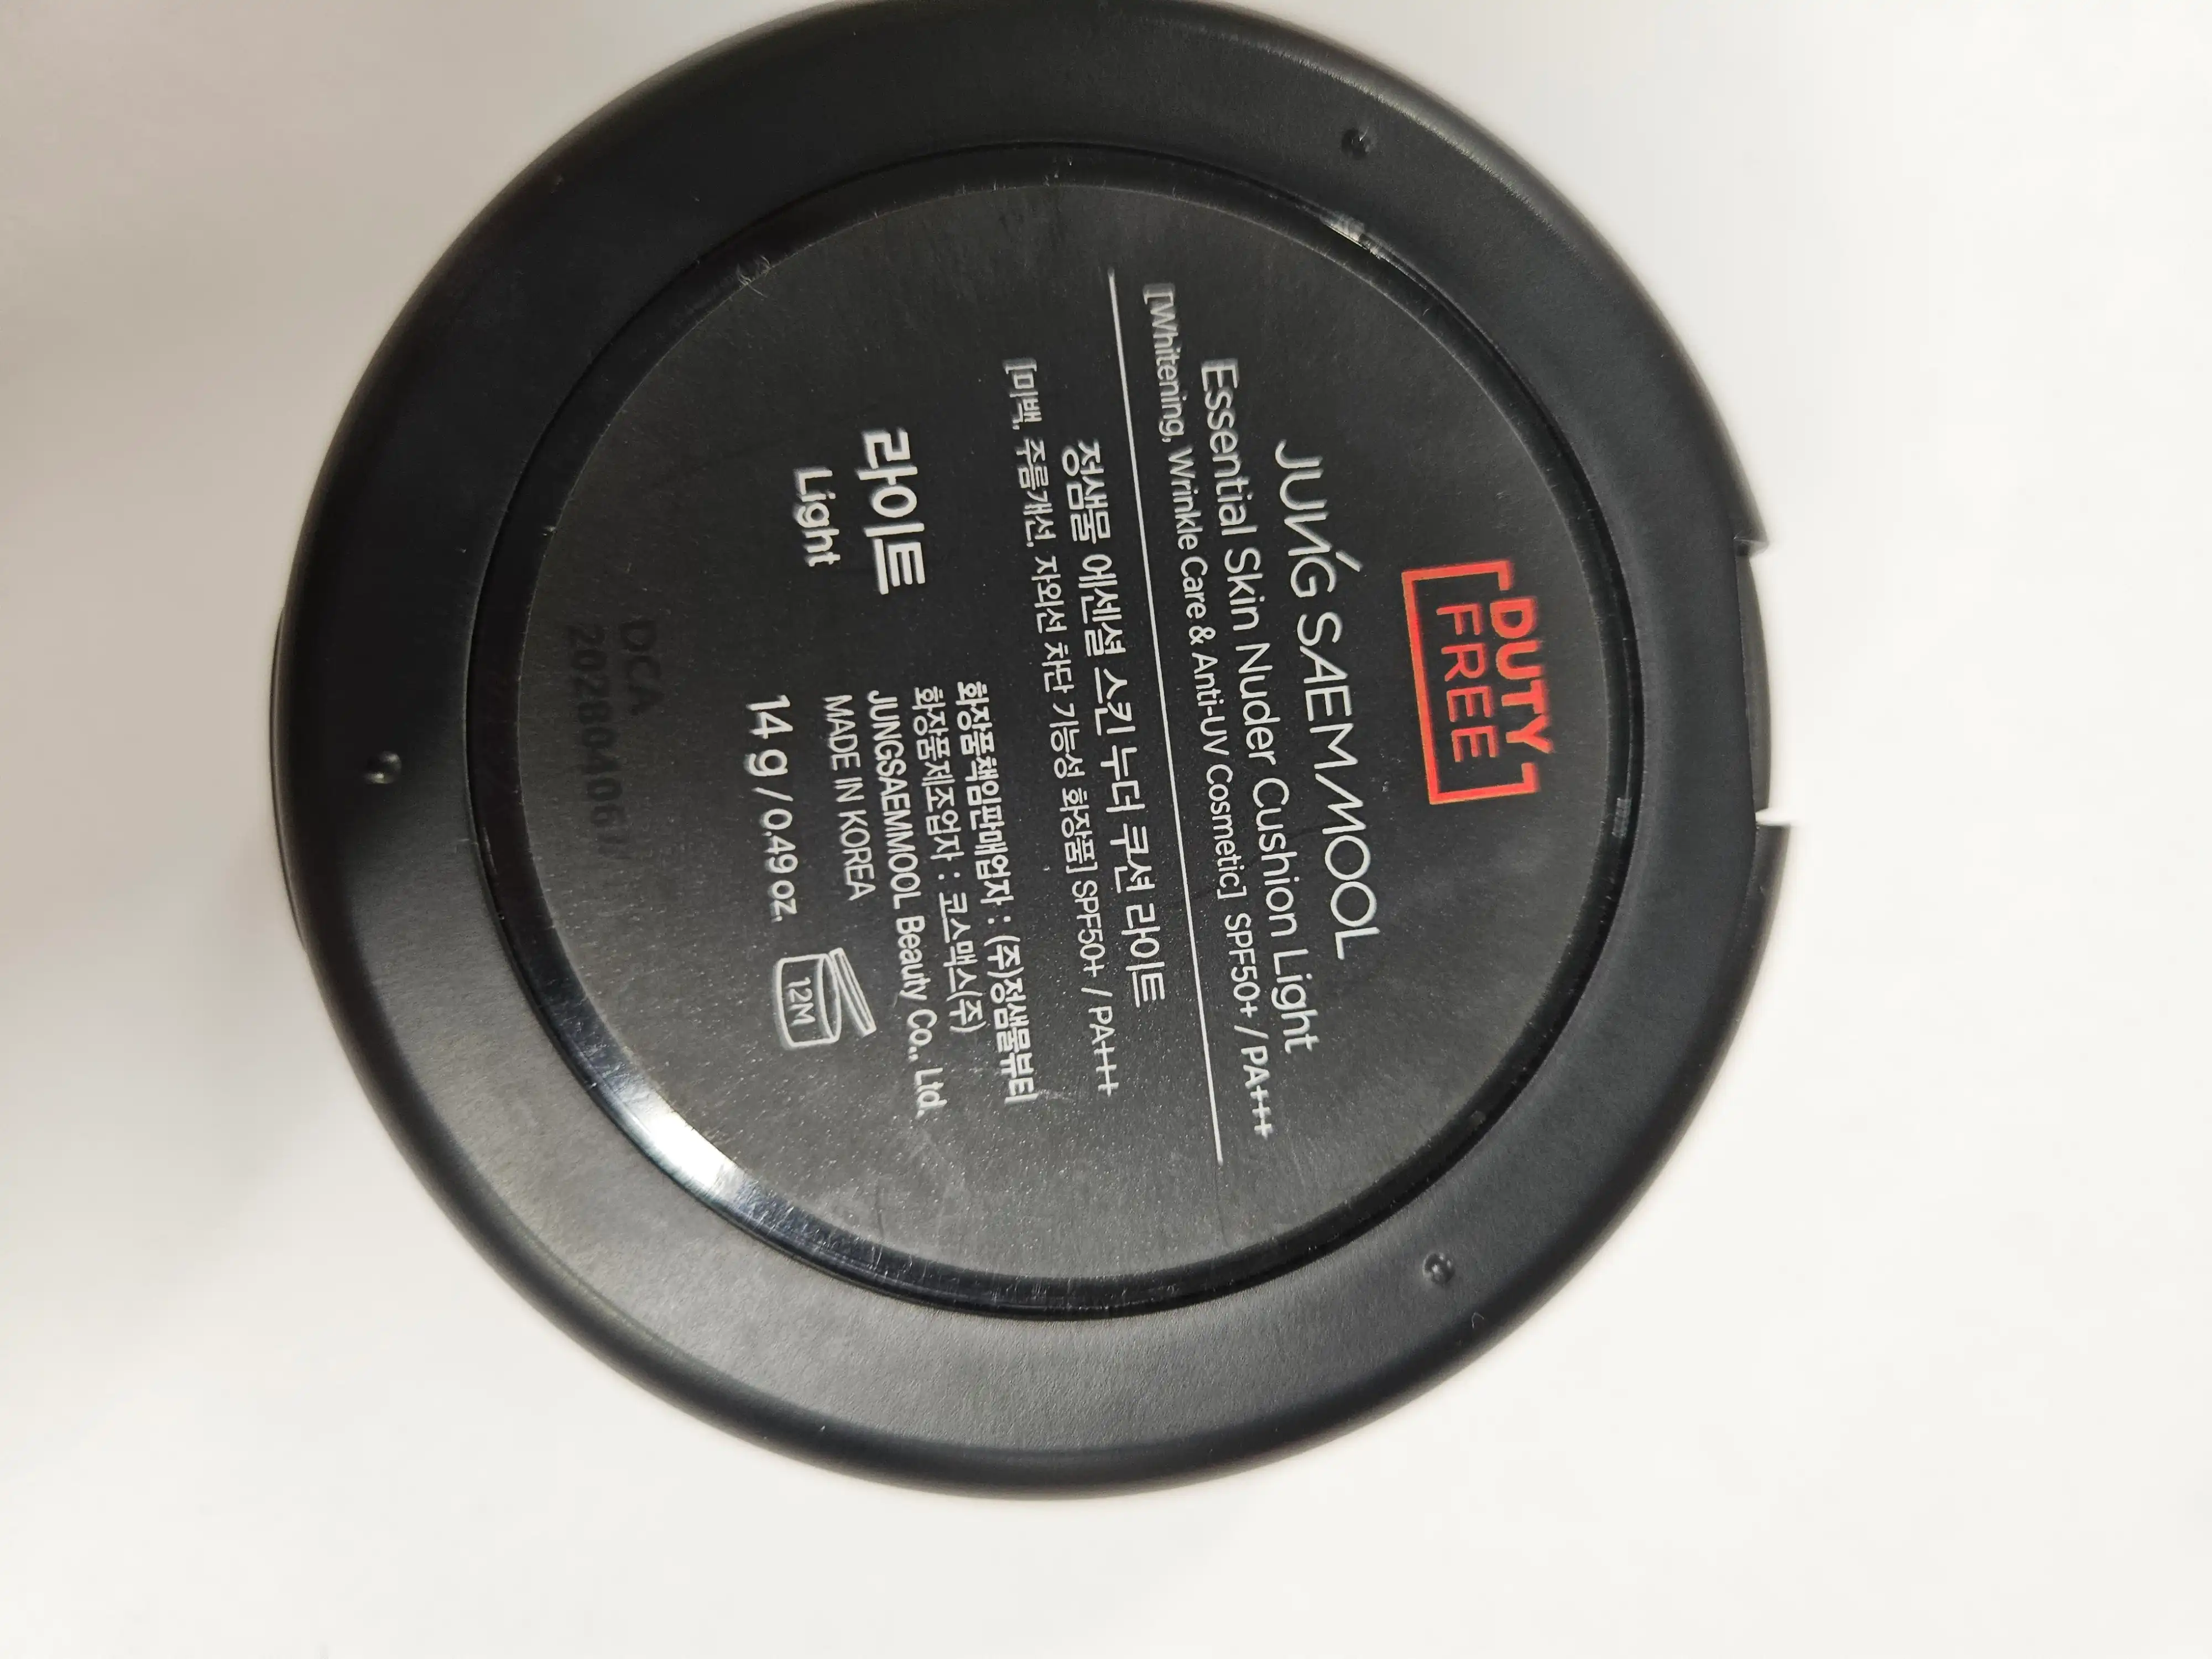 DUTY
FREE
JUNG SAEM MOOL
Essential Skin Nuder Cushion Light
[Whitening, Wrinkle Care & Anti-UV Cosmetic] SPF50+ / PA+++
정샘물 에센셜 스킨 누더 쿠션 라이트
[미백, 주름개선, 자외선 차단 기능성 화장품] SPF50+ / PA+++
라이트
Light
화장품책임판매업자 : (주)정샘물뷰티
화장품제조업자 : 코스맥스(주)
JUNGSAEMMOOL Beauty Co., Ltd.
MADE IN KOREA
14 g / 0.49 oz.
12M
DCA